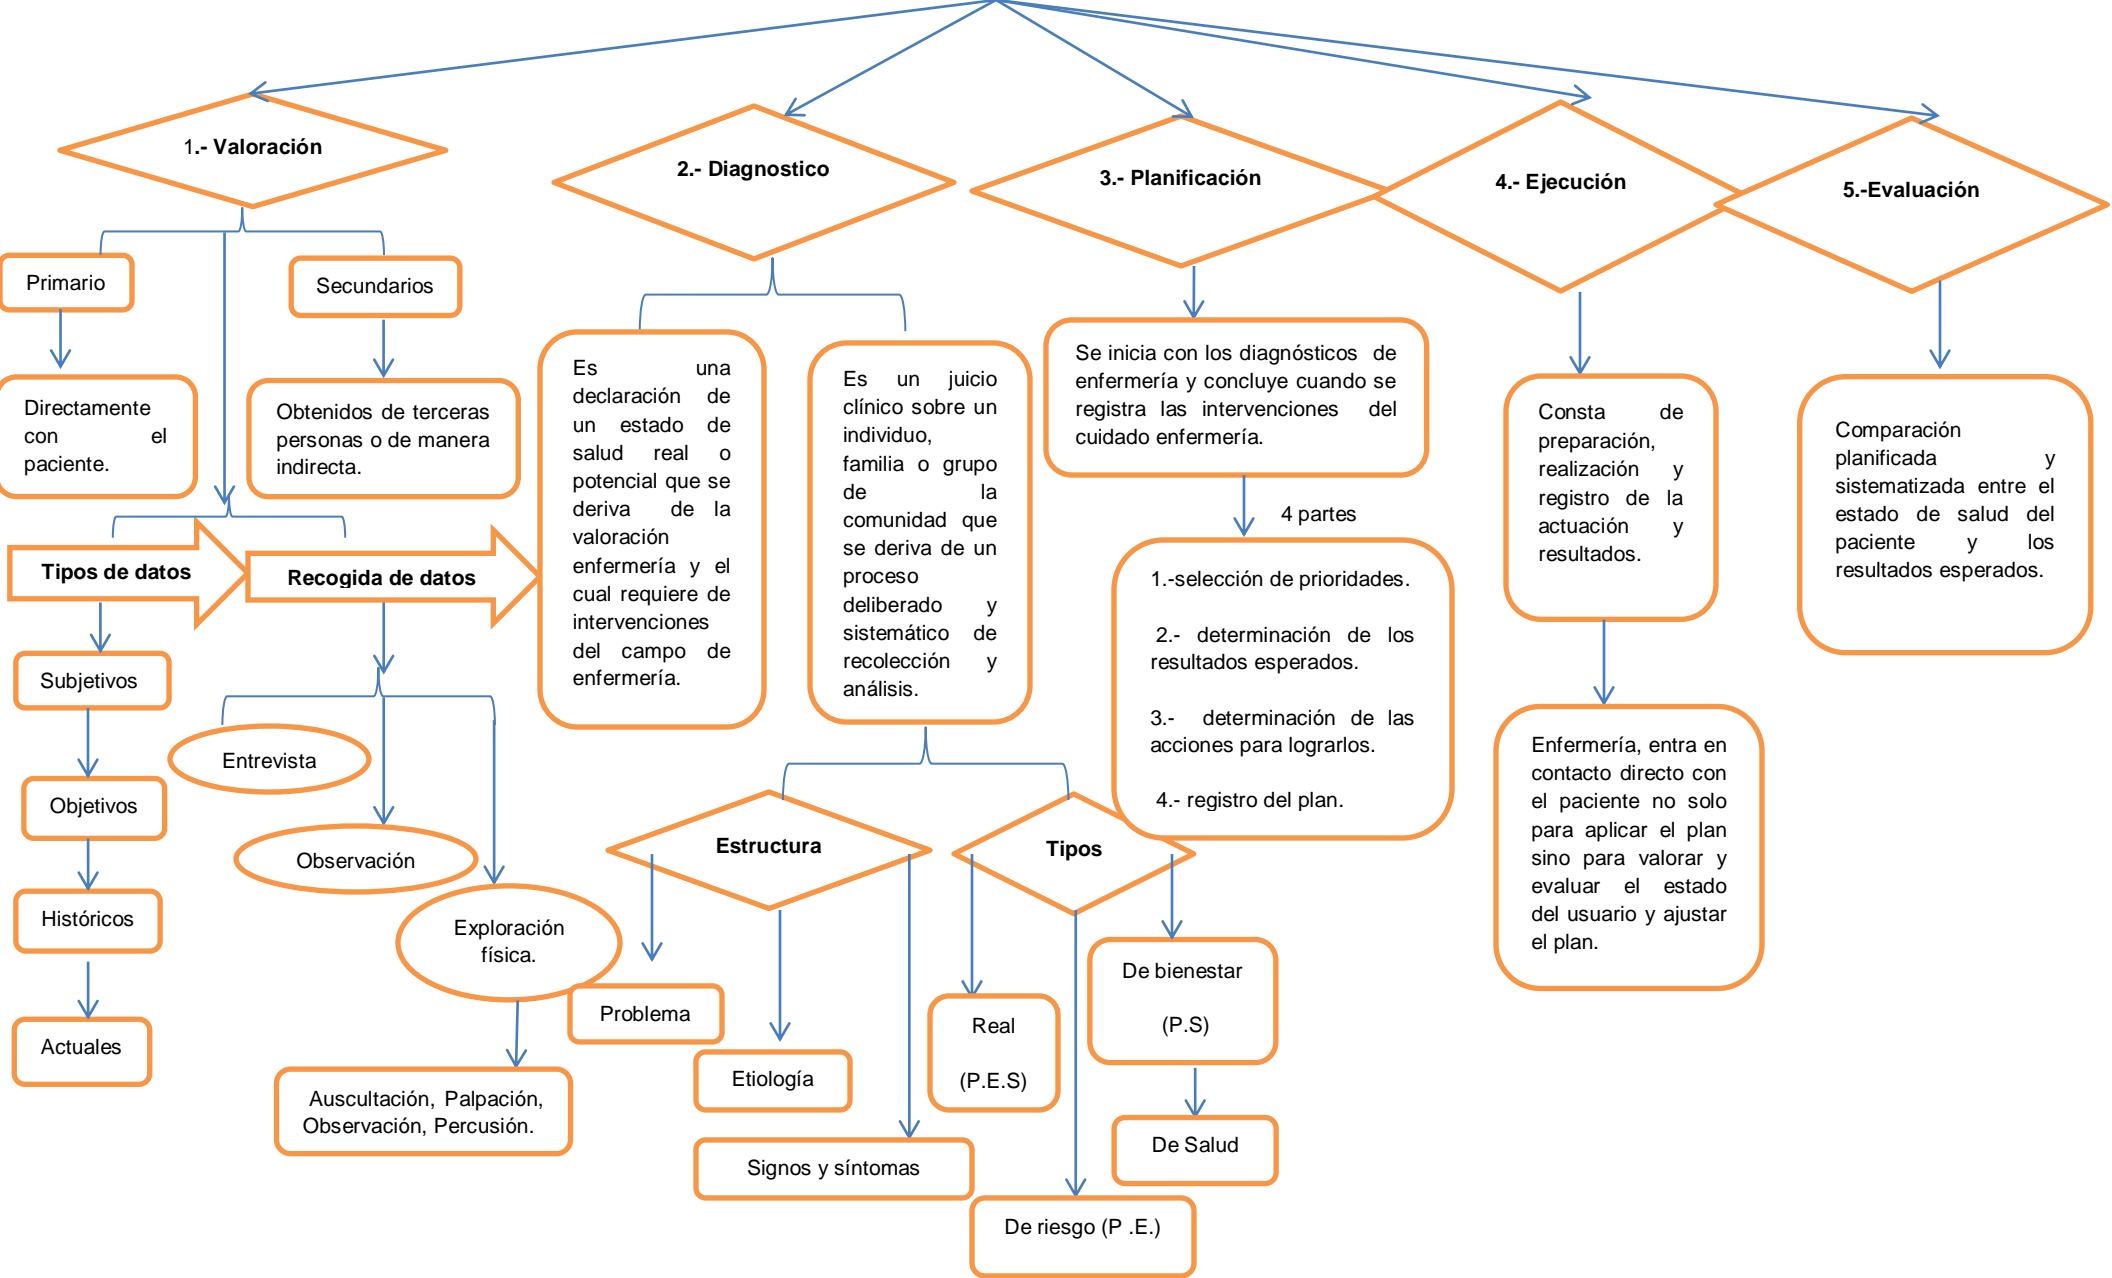 1.- Valoración
2.- Diagnostico
3.- Planificación
4.- Ejecución
5.-Evaluación
Primario
Secundarios
Directamente
con el
paciente.
Obtenidos de terceras
personas o de manera
indirecta.
Tipos de datos
Recogida de datos
Subjetivos
Objetivos
Históricos
Actuales
Entrevista
Observación
Exploración
física.
Auscultación, Palpación,
Observación, Percusión.
Es una
declaración de
un estado de
salud real o
potencial que se
deriva de la
valoración
enfermería y el
cual requiere de
intervenciones
del campo de
enfermería.
Es un juicio
clínico sobre un
individuo,
familia o grupo
de la
comunidad que
se deriva de un
proceso
deliberado y
sistemático de
recolección y
análisis.
Estructura
Problema
Etiología
Signos y síntomas
Tipos
Real
(P.E.S)
De riesgo (P .E.)
De bienestar
(P.S)
De Salud
Se inicia con los diagnósticos de
enfermería y concluye cuando se
registra las intervenciones del
cuidado enfermería.
4 partes
1.-selección de prioridades.
2.- determinación de los
resultados esperados.
3.- determinación de las
acciones para lograrlos.
4.- registro del plan.
Consta de
preparación,
realización y
registro de la
actuación y
resultados.
Enfermería, entra en
contacto directo con
el paciente no solo
para aplicar el plan
sino para valorar y
evaluar el estado
del usuario y ajustar
el plan.
Comparación
planificada y
sistematizada entre el
estado de salud del
paciente y los
resultados esperados.